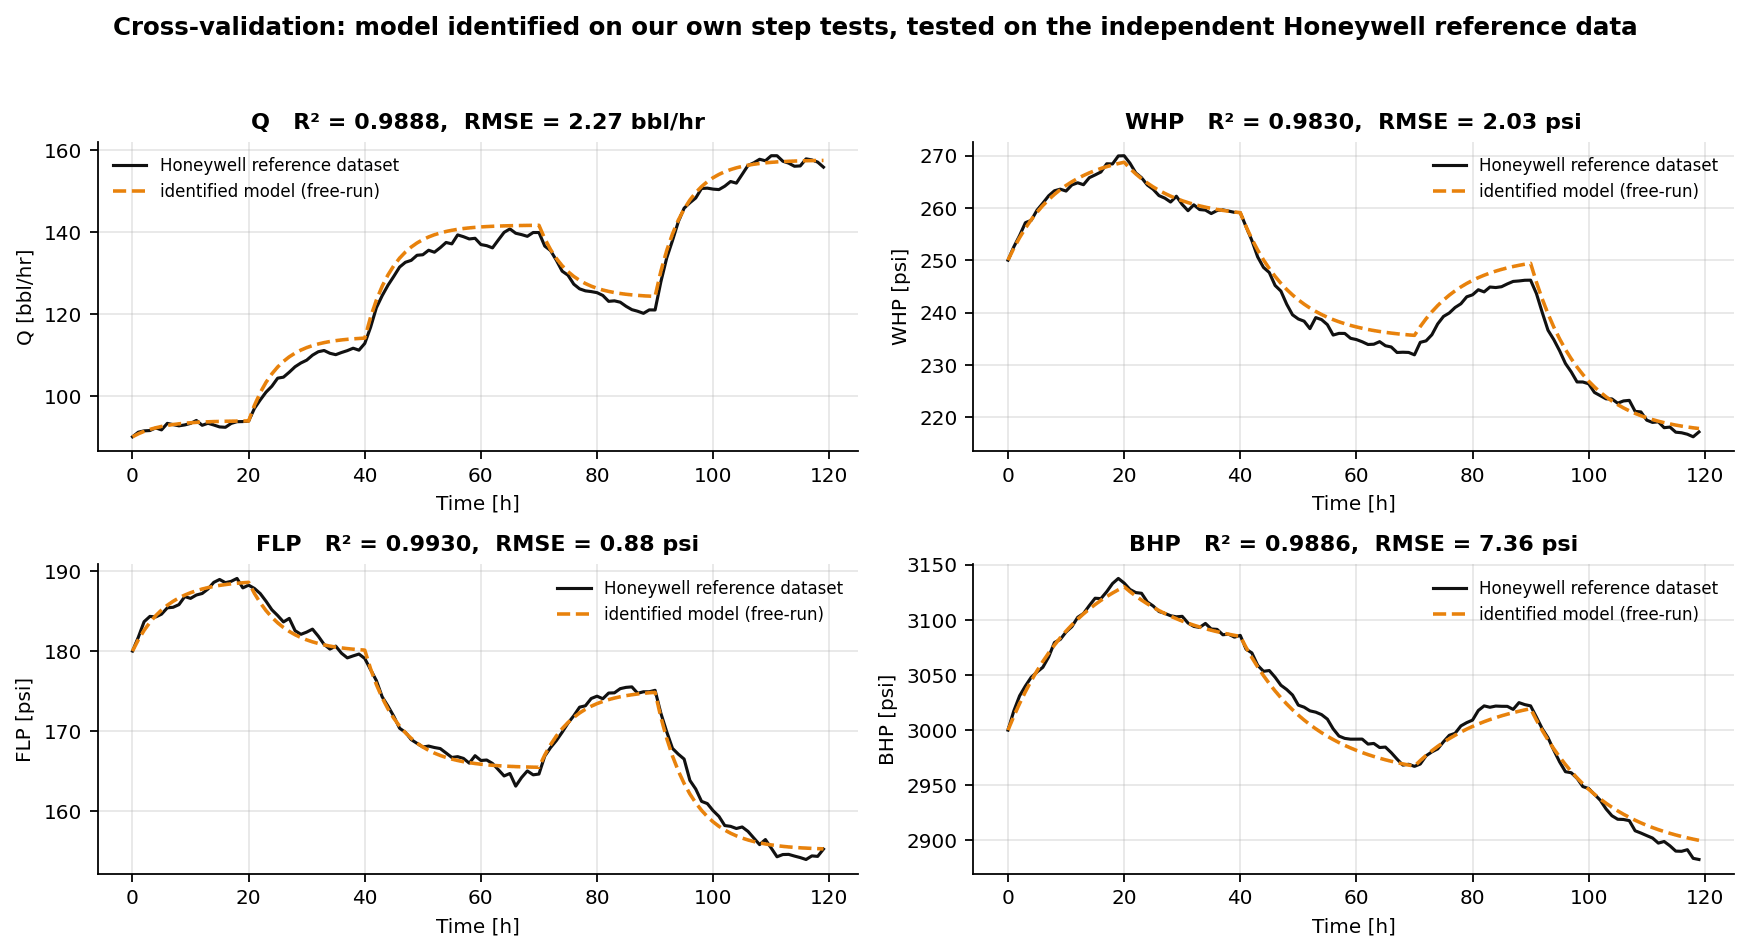 Cross-validation: model identified on our own step tests, tested on the independent Honeywell reference data
Q R² = 0.9888, RMSE = 2.27 bbl/hr
160
140
120
100
Q [bbl/hr]
Honeywell reference dataset
identified model (free-run)
0 20 40 60 80 100 120
Time [h]
WHP R² = 0.9830, RMSE = 2.03 psi
270
260
250
240
230
220
WHP [psi]
Honeywell reference dataset
identified model (free-run)
0 20 40 60 80 100 120
Time [h]
FLP R² = 0.9930, RMSE = 0.88 psi
190
180
170
160
FLP [psi]
Honeywell reference dataset
identified model (free-run)
0 20 40 60 80 100 120
Time [h]
BHP R² = 0.9886, RMSE = 7.36 psi
3150
3100
3050
3000
2950
2900
BHP [psi]
Honeywell reference dataset
identified model (free-run)
0 20 40 60 80 100 120
Time [h]